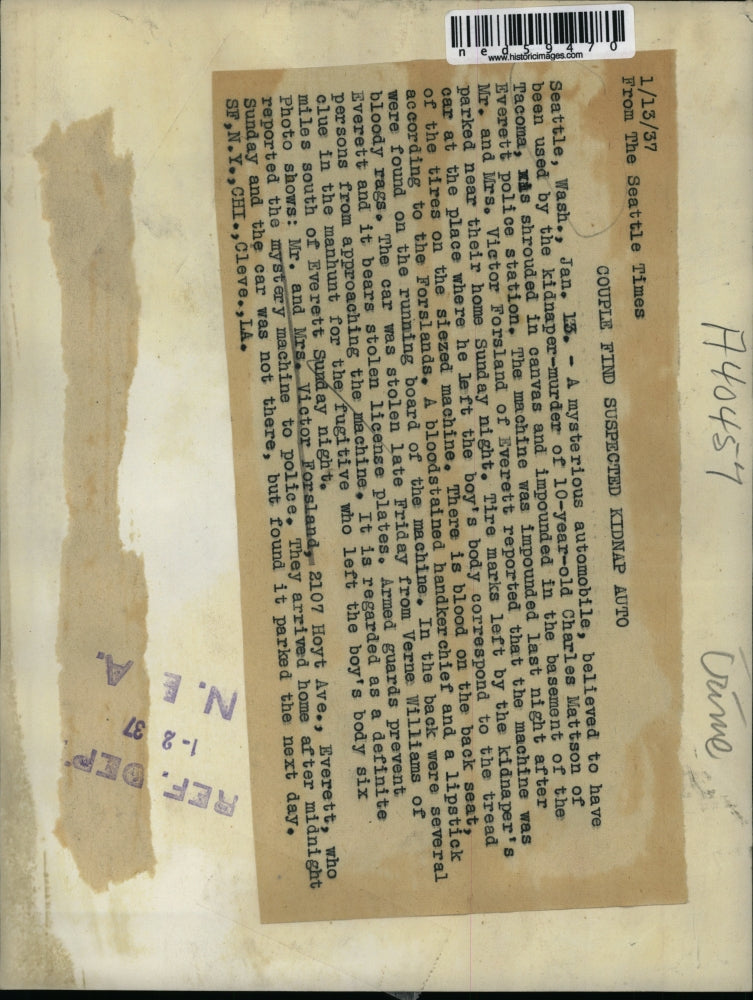 1/13/37
From The Seattle Times
COUPLE FIND SUSPECTED KIDNAP AUTO
Seattle, Wash., Jan. 13. - A mysterious automobile, believed to have
been used by the kidnaper-murder of 10-year-old Charles Mattson of
Tacoma, was shrouded in canvas and impounded in the basement of the
Everett police station. The machine was impounded last night after
Mr. and Mrs. Victor Forsland of Everett reported that the machine was
parked near their home Sunday night. Tire marks left by the kidnaper's
car at the place where he left the boy's body correspond to the tread
of the tires on the siezed machine. There is blood on the back seat,
according to the Forslands. A bloodstained handkerchief and a lipstick
were found on the running board of the machine. In the back were several
bloody rags. The car was stolen late Friday from Verne Williams of
Everett and it bears stolen license plates. Armed guards prevent
persons from approaching the machine. It is regarded as a definite
clue in the manhunt for the fugitive who left the boy's body six
miles south of Everett Sunday night.
Photo shows: Mr. and Mrs. Victor Forsland, 2107 Hoyt Ave., Everett, who
reported the mystery machine to police. They arrived home after midnight
Sunday and the car was not there, but found it parked the next day.
SF,N.Y.,CHI.,Cleve.,LA.
A40457
Crime
REF. DEP'
1-2 37
N. E. A.
ned59470
www.historicimages.com